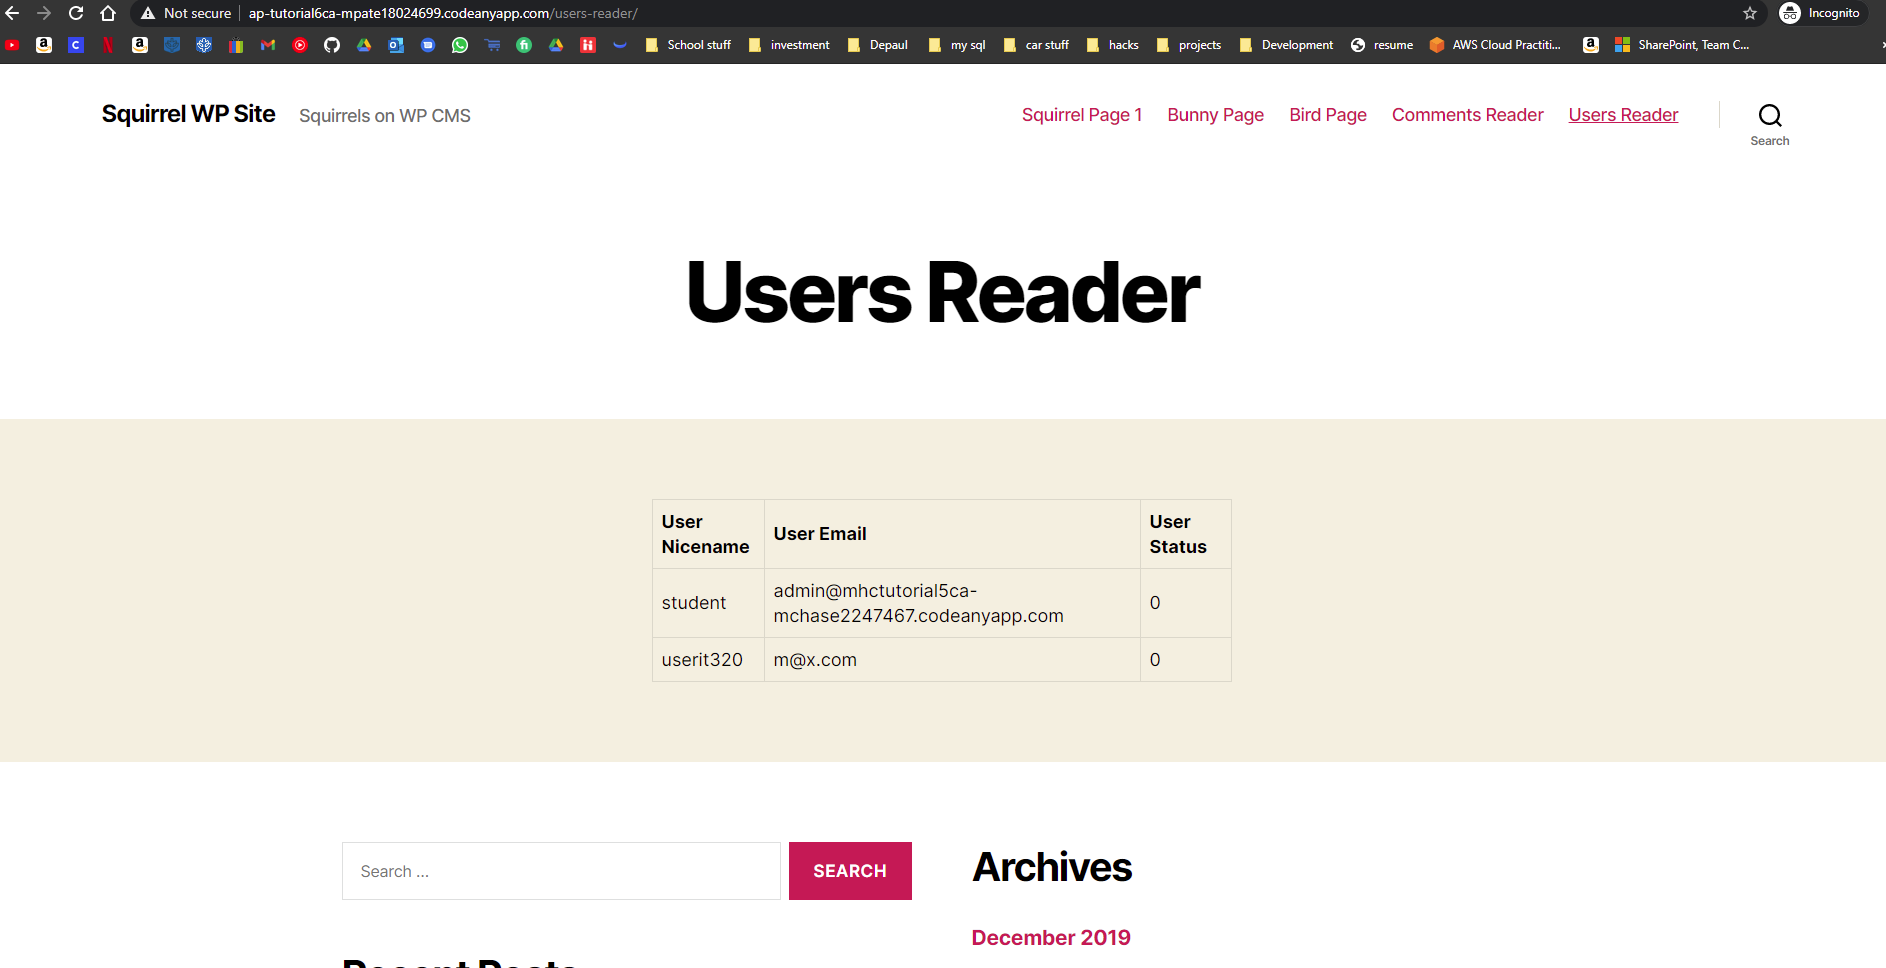 Not secure ap-tutorial6ca-mpate18024699.codeanyapp.com/users-reader/ Incognito
School stuff investment Depaul my sql car stuff hacks projects Development resume AWS Cloud Practiti... SharePoint, Team C...
Squirrel WP Site Squirrels on WP CMS Squirrel Page 1 Bunny Page Bird Page Comments Reader Users Reader
Search
Users Reader
User Nicename User Email User Status
student admin@mhctutorial5ca-mchase2247467.codeanyapp.com 0
userit320 m@x.com 0
Search ... SEARCH
Archives
December 2019
Recent Posts